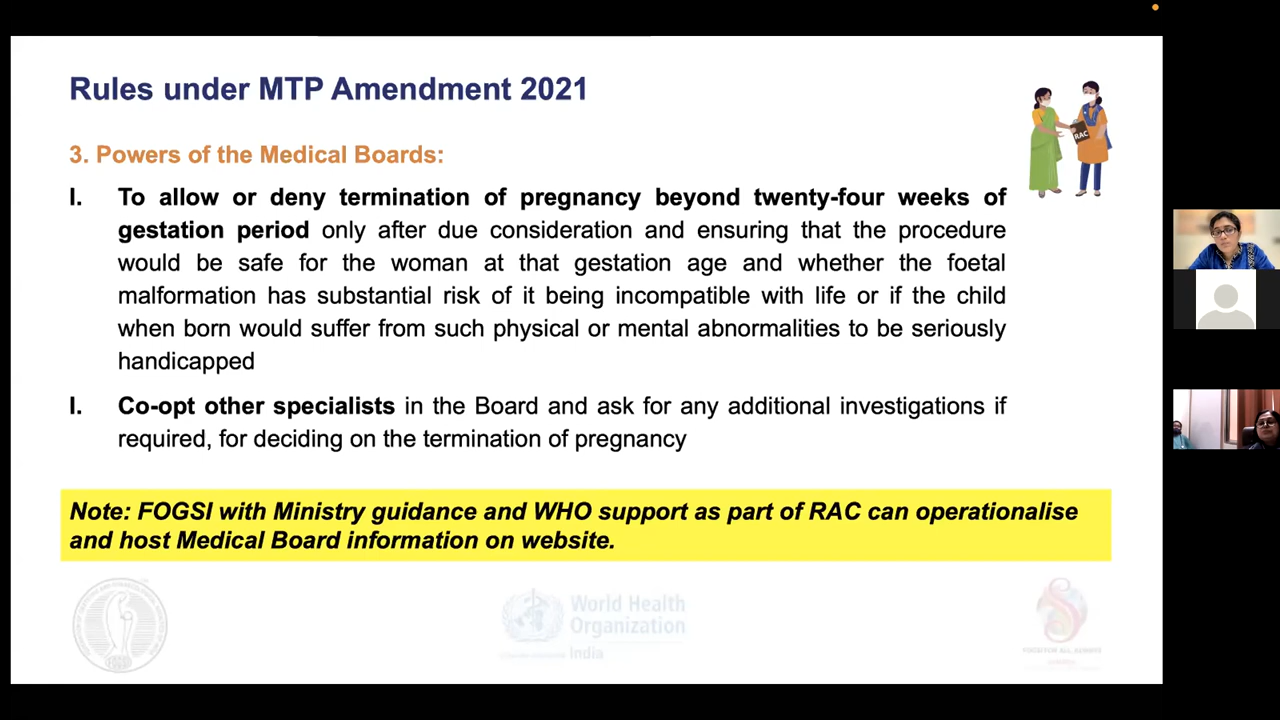 Rules under MTP Amendment 2021
RAC
3. Powers of the Medical Boards:
I. To allow or deny termination of pregnancy beyond twenty-four weeks of
gestation period only after due consideration and ensuring that the procedure
would be safe for the woman at that gestation age and whether the foetal
malformation has substantial risk of it being incompatible with life or if the child
when born would suffer from such physical or mental abnormalities to be seriously
handicapped
I. Co-opt other specialists in the Board and ask for any additional investigations if
required, for deciding on the termination of pregnancy
Note: FOGSI with Ministry guidance and WHO support as part of RAC can operationalise
and host Medical Board information on website.
World Health
Organization
India
FOGSI FOR ALL, ALWAYS